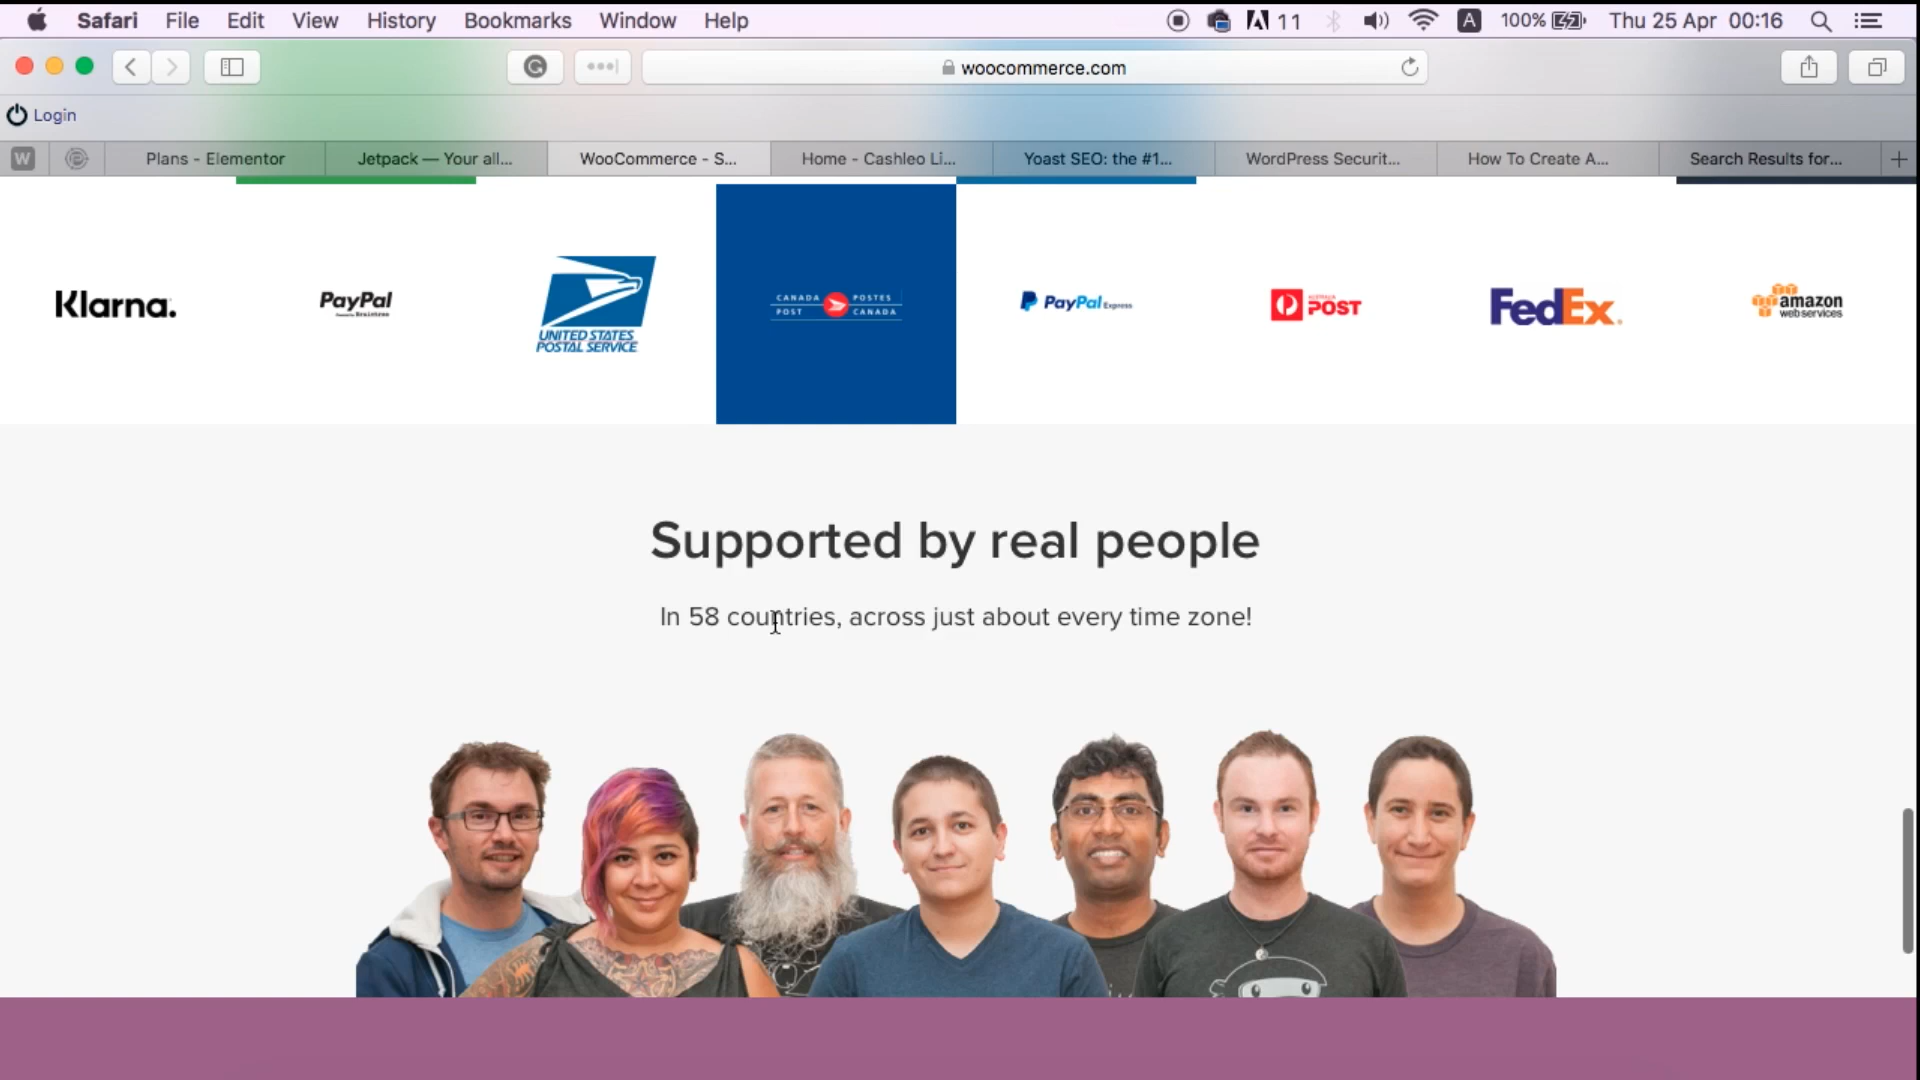 Safari File Edit View History Bookmarks Window Help 11 A 100% Thu 25 Apr 00:16
woocommerce.com
Login
W Plans - Elementor Jetpack — Your all... WooCommerce - S... Home - Cashleo Li... Yoast SEO: the #1... WordPress Securit... How To Create A... Search Results for...
Klarna.
PayPal
UNITED STATES
POSTAL SERVICE
CANADA POSTES
POST CANADA
PayPal Express
POST
FedEx.
amazon
web services
Supported by real people
In 58 countries, across just about every time zone!